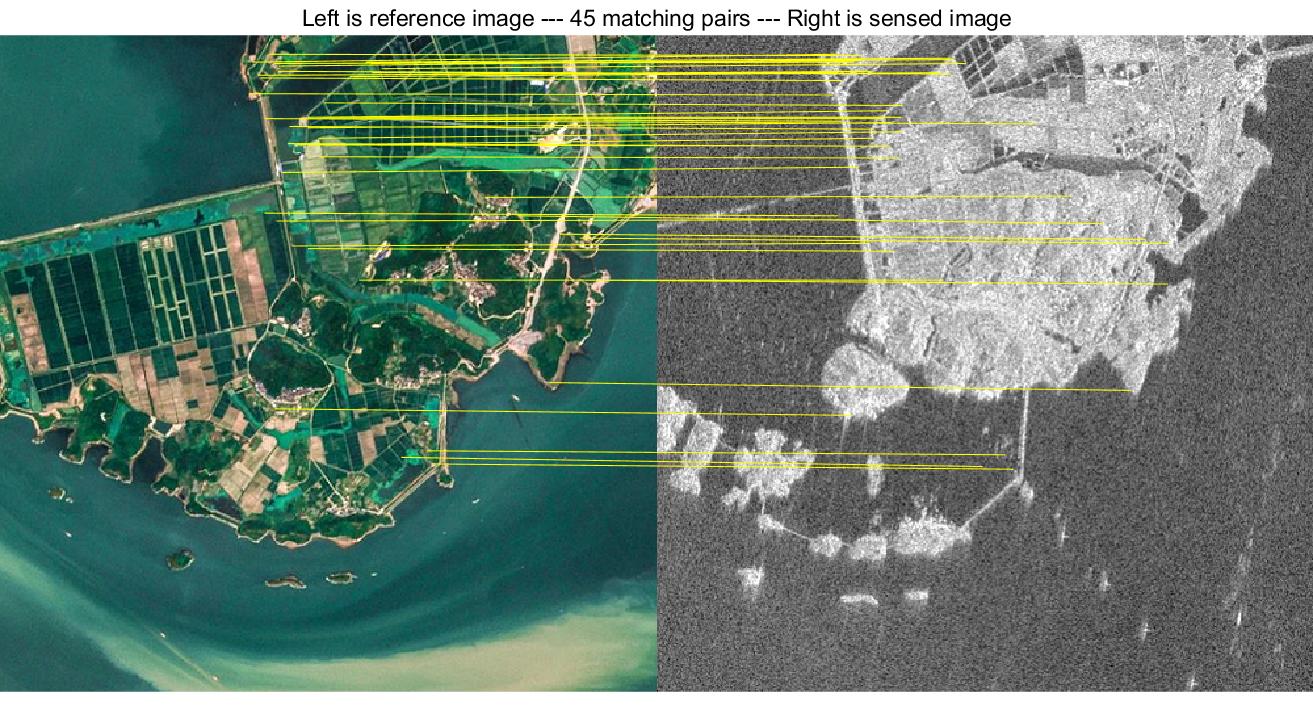 Left is reference image --- 45 matching pairs --- Right is sensed image